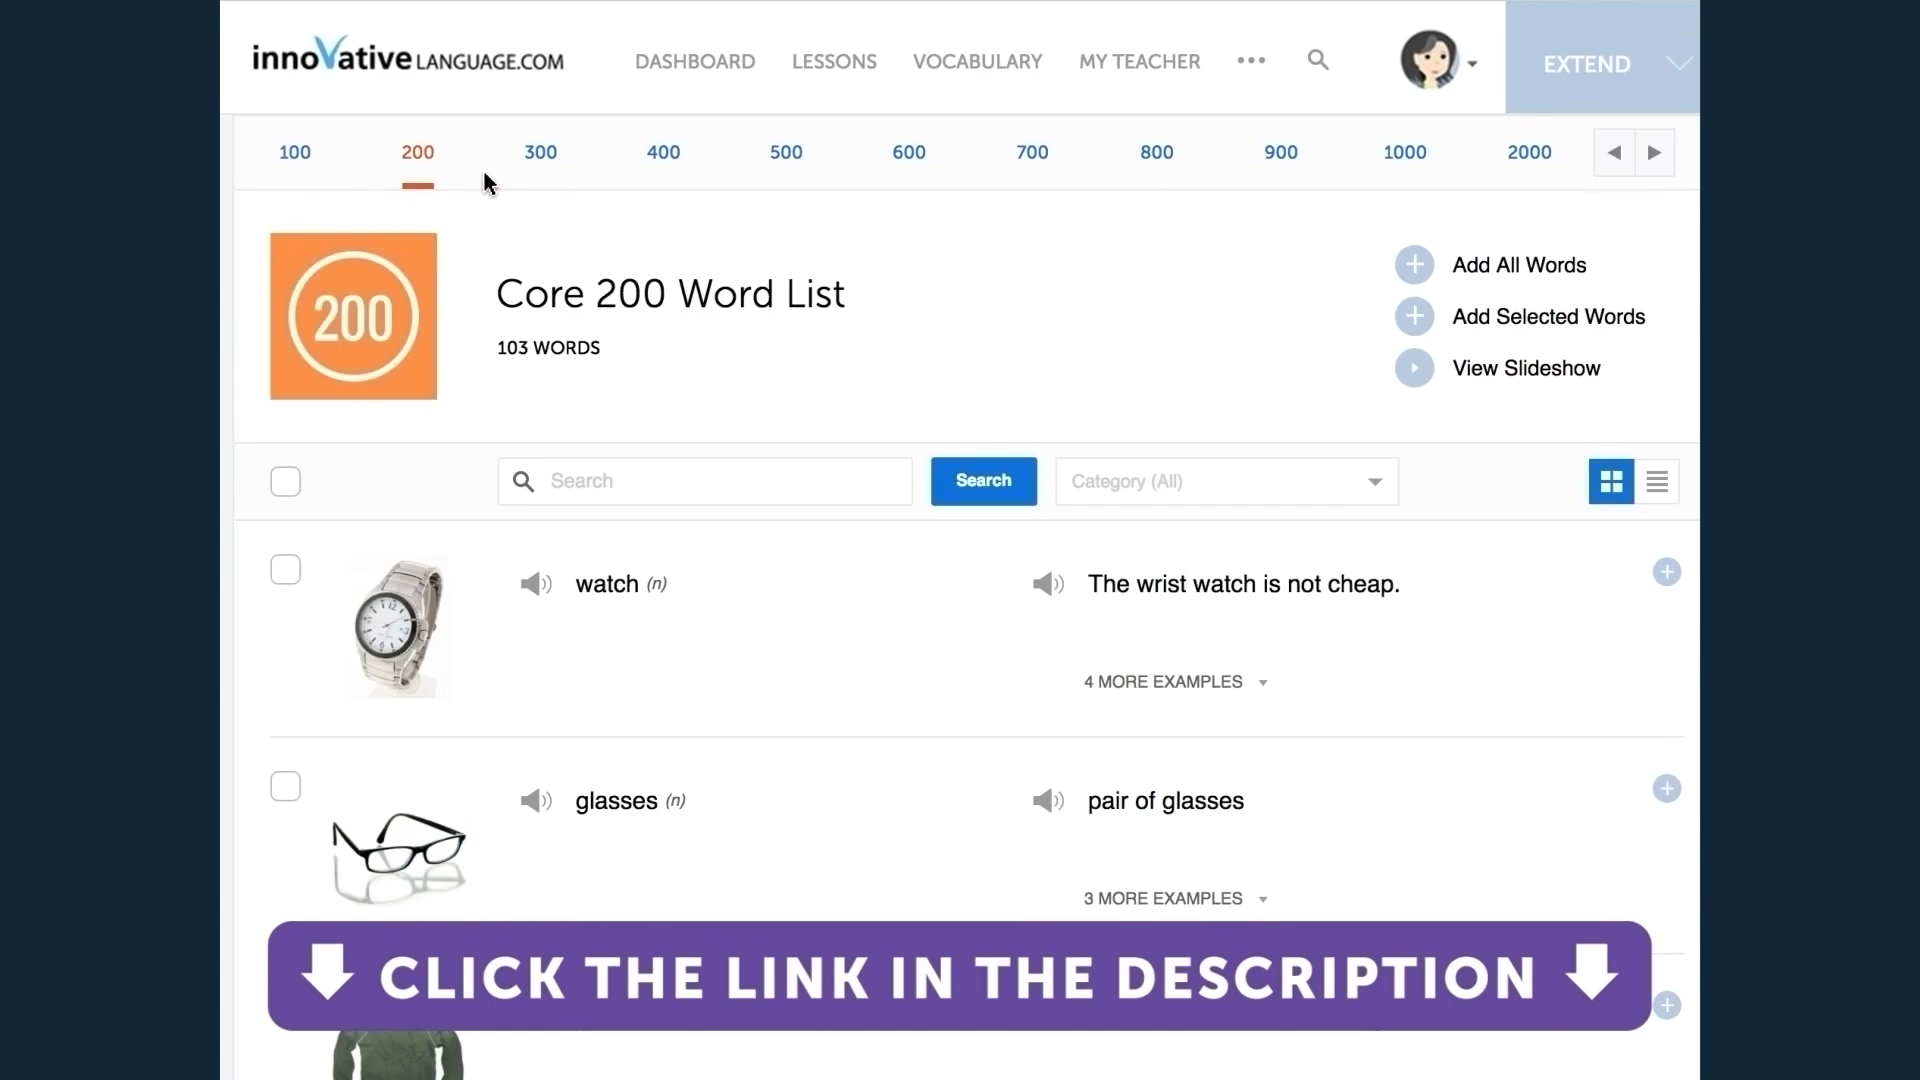 innoVative LANGUAGE.COM
DASHBOARD
LESSONS
VOCABULARY
MY TEACHER
EXTEND
100
200
300
400
500
600
700
800
900
1000
2000
200
Core 200 Word List
103 WORDS
Add All Words
Add Selected Words
View Slideshow
Search
Search
Category (All)
watch (n)
The wrist watch is not cheap.
4 MORE EXAMPLES
glasses (n)
pair of glasses
3 MORE EXAMPLES
CLICK THE LINK IN THE DESCRIPTION